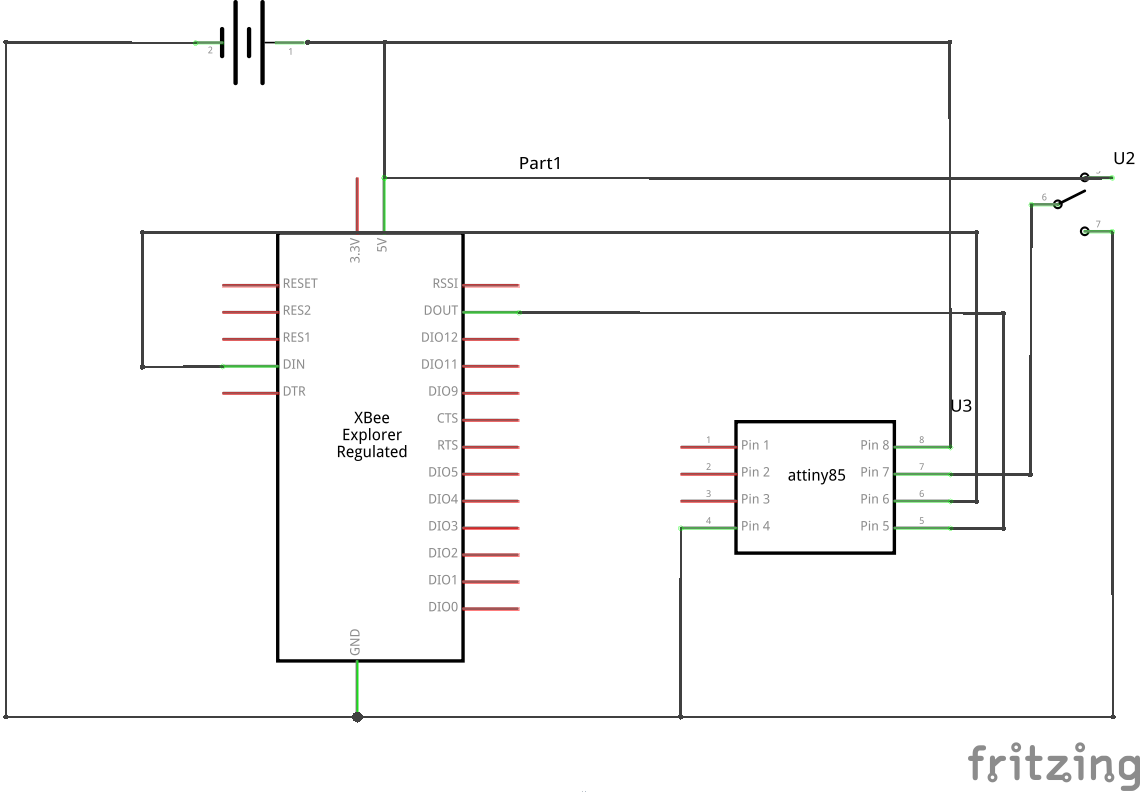 2
1
Part1
U2
6
7
3.3V
5V
RESET
RSSI
RES2
DOUT
RES1
DIO12
DIN
DIO11
DTR
DIO9
U3
XBee
Explorer
Regulated
CTS
RTS
DIO5
DIO4
DIO3
DIO2
DIO1
DIO0
GND
1
Pin 1
Pin 8
8
2
Pin 2
attiny85
Pin 7
7
3
Pin 3
Pin 6
6
4
Pin 4
Pin 5
5
fritzing